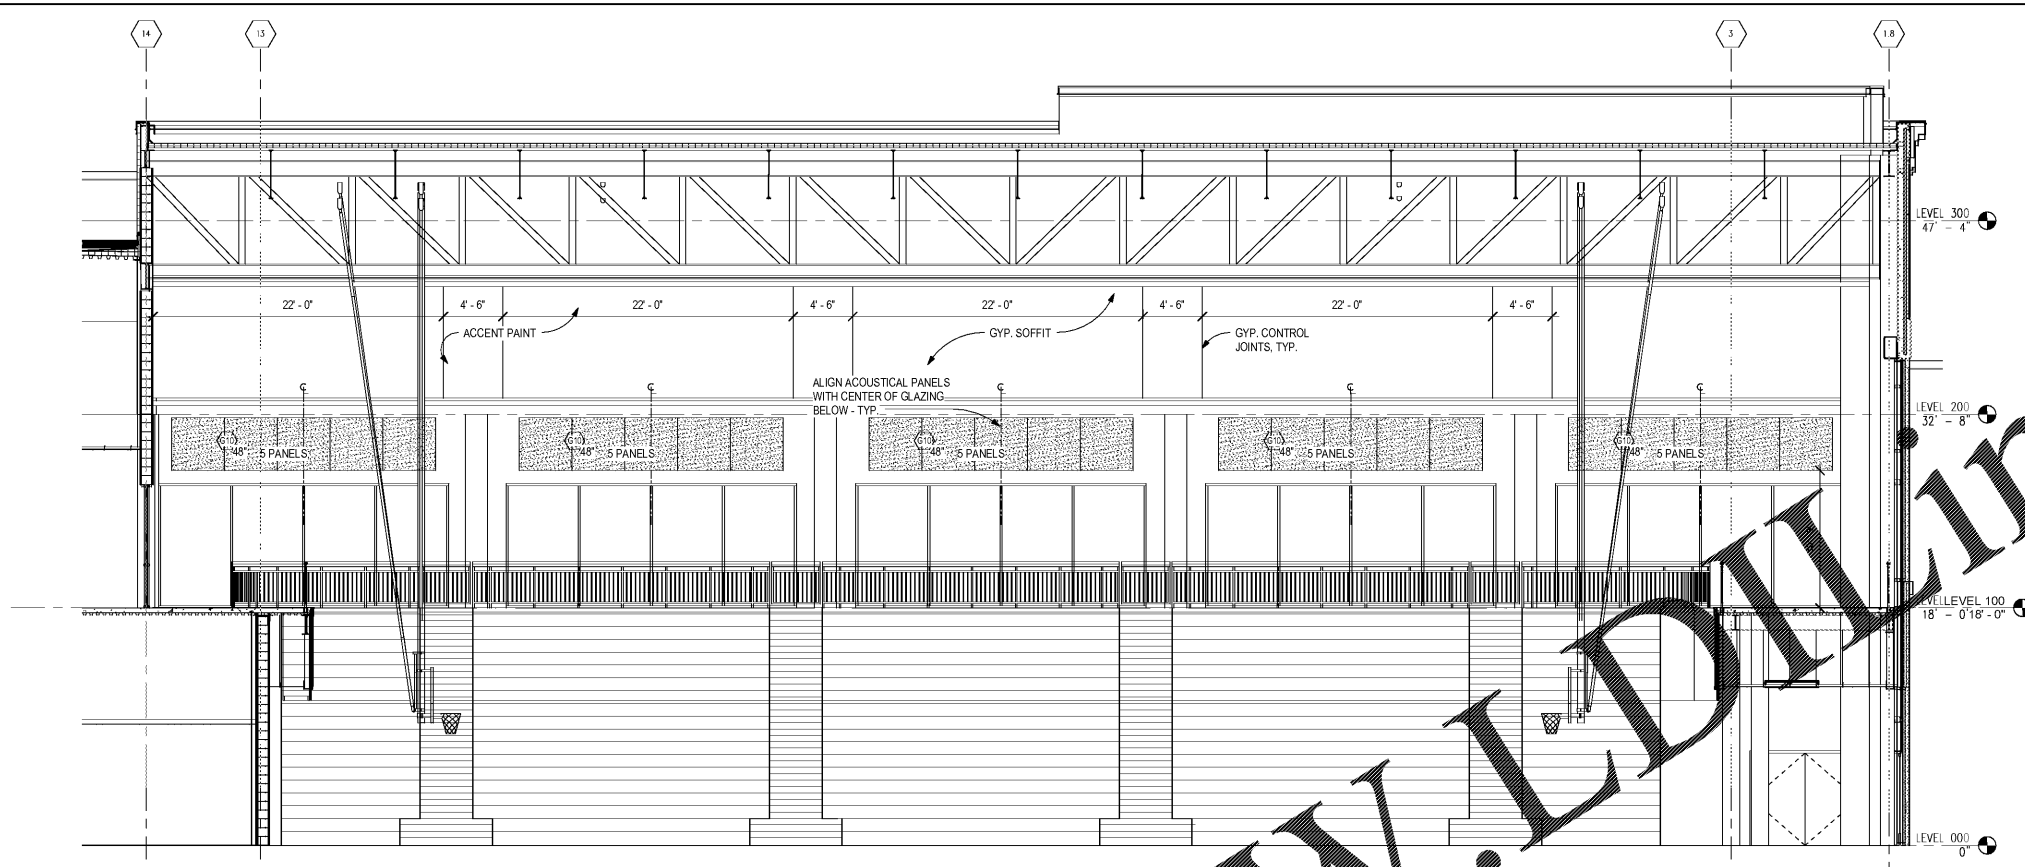 14
13
3
1.8
LEVEL 300
47' - 4"
22' - 0"
4' - 6"
22' - 0"
4' - 6"
22' - 0"
4' - 6"
22' - 0"
4' - 6"
ACCENT PAINT
GYP. SOFFIT
GYP. CONTROL
JOINTS, TYP.
ALIGN ACOUSTICAL PANELS
WITH CENTER OF GLAZING
BELOW - TYP.
LEVEL 200
32' - 8"
G10
48"
5 PANELS
G10
48"
5 PANELS
G10
48"
5 PANELS
G10
48"
5 PANELS
G10
48"
5 PANELS
LEVEL 100
18' - 0"
LEVEL 000
0"